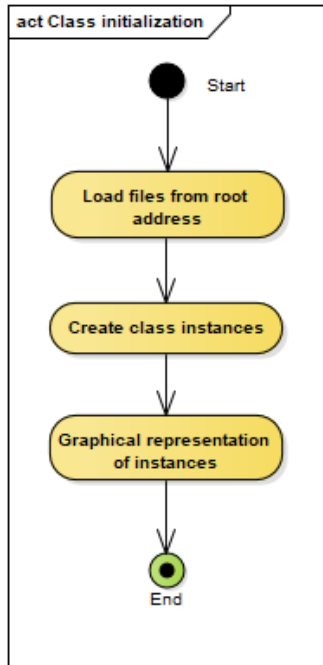 act Class initialization
Start
Load files from root
address
Create class instances
Graphical representation
of instances
End